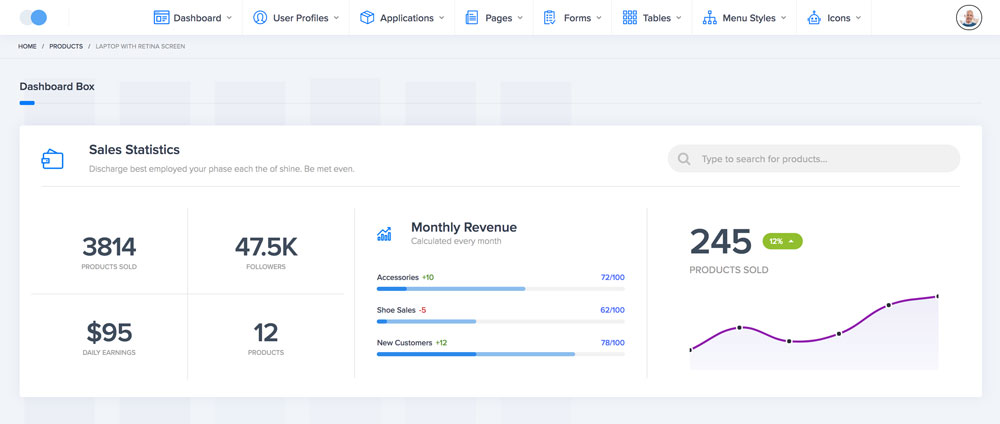 Dashboard User Profiles Applications Pages Forms Tables Menu Styles Icons
HOME / PRODUCTS / LAPTOP WITH RETINA SCREEN
Dashboard Box
Sales Statistics
Discharge best employed your phase each the of shine. Be met even.
Type to search for products...
3814
PRODUCTS SOLD
47.5K
FOLLOWERS
$95
DAILY EARNINGS
12
PRODUCTS
Monthly Revenue
Calculated every month
Accessories +10 72/100
Shoe Sales -5 62/100
New Customers +12 78/100
245 12%
PRODUCTS SOLD